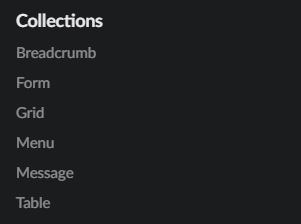 Collections
Breadcrumb
Form
Grid
Menu
Message
Table